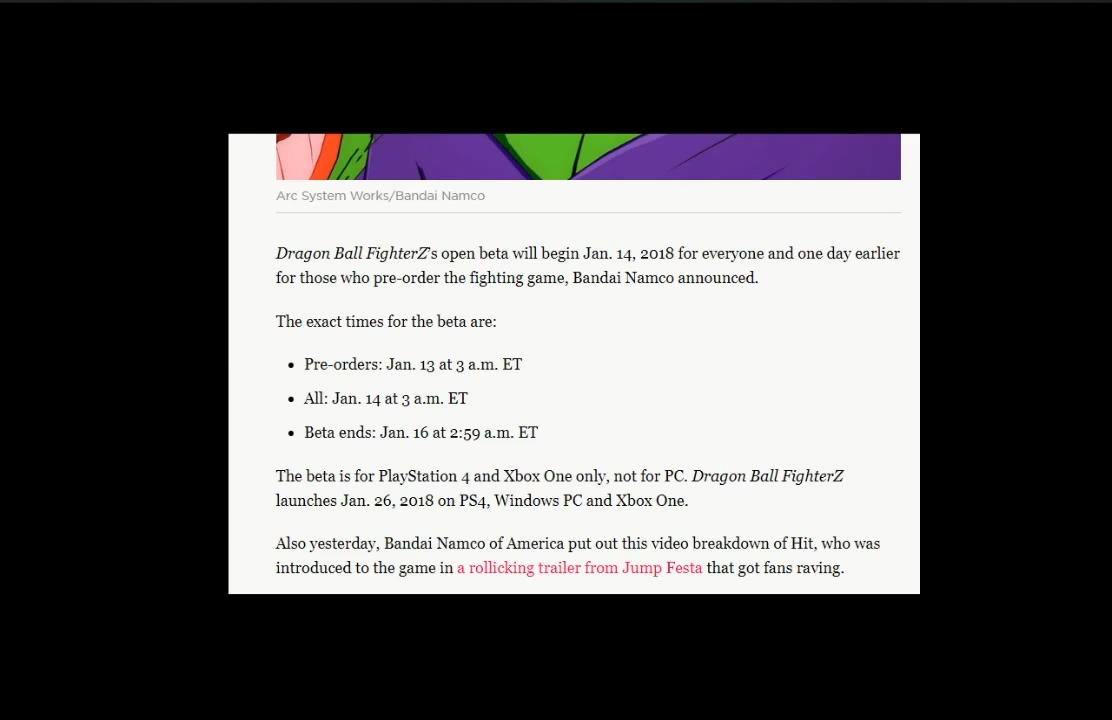 Arc System Works/Bandai Namco
Dragon Ball FighterZ's open beta will begin Jan. 14, 2018 for everyone and one day earlier
for those who pre-order the fighting game, Bandai Namco announced.
The exact times for the beta are:
• Pre-orders: Jan. 13 at 3 a.m. ET
• All: Jan. 14 at 3 a.m. ET
• Beta ends: Jan. 16 at 2:59 a.m. ET
The beta is for PlayStation 4 and Xbox One only, not for PC. Dragon Ball FighterZ
launches Jan. 26, 2018 on PS4, Windows PC and Xbox One.
Also yesterday, Bandai Namco of America put out this video breakdown of Hit, who was
introduced to the game in a rollicking trailer from Jump Festa that got fans raving.